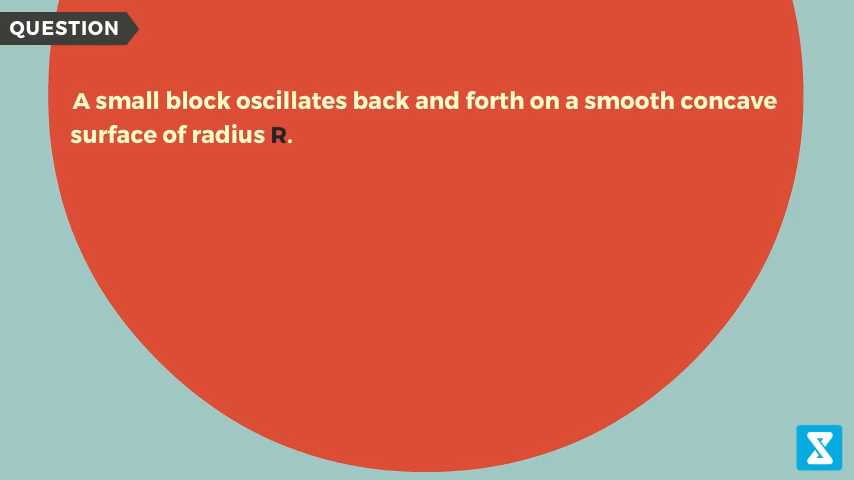 QUESTION
A small block oscillates back and forth on a smooth concave
surface of radius R.